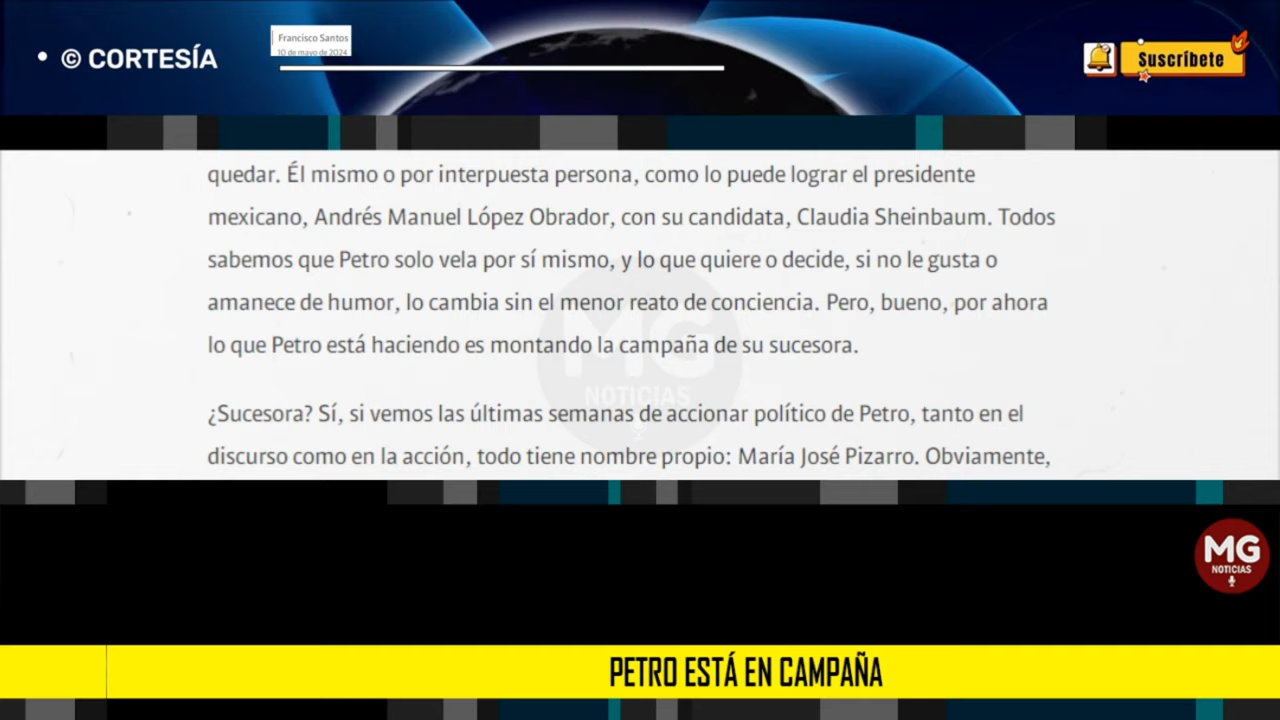 • © CORTESÍA
Francisco Santos
10 de mayo de 2024
Suscríbete
quedar. Él mismo o por interpuesta persona, como lo puede lograr el presidente
mexicano, Andrés Manuel López Obrador, con su candidata, Claudia Sheinbaum. Todos
sabemos que Petro solo vela por sí mismo, y lo que quiere o decide, si no le gusta o
amanece de humor, lo cambia sin el menor reato de conciencia. Pero, bueno, por ahora
lo que Petro está haciendo es montando la campaña de su sucesora.
MG
NOTICIAS
¿Sucesora? Sí, si vemos las últimas semanas de accionar político de Petro, tanto en el
discurso como en la acción, todo tiene nombre propio: María José Pizarro. Obviamente,
MG
NOTICIAS
PETRO ESTÁ EN CAMPAÑA